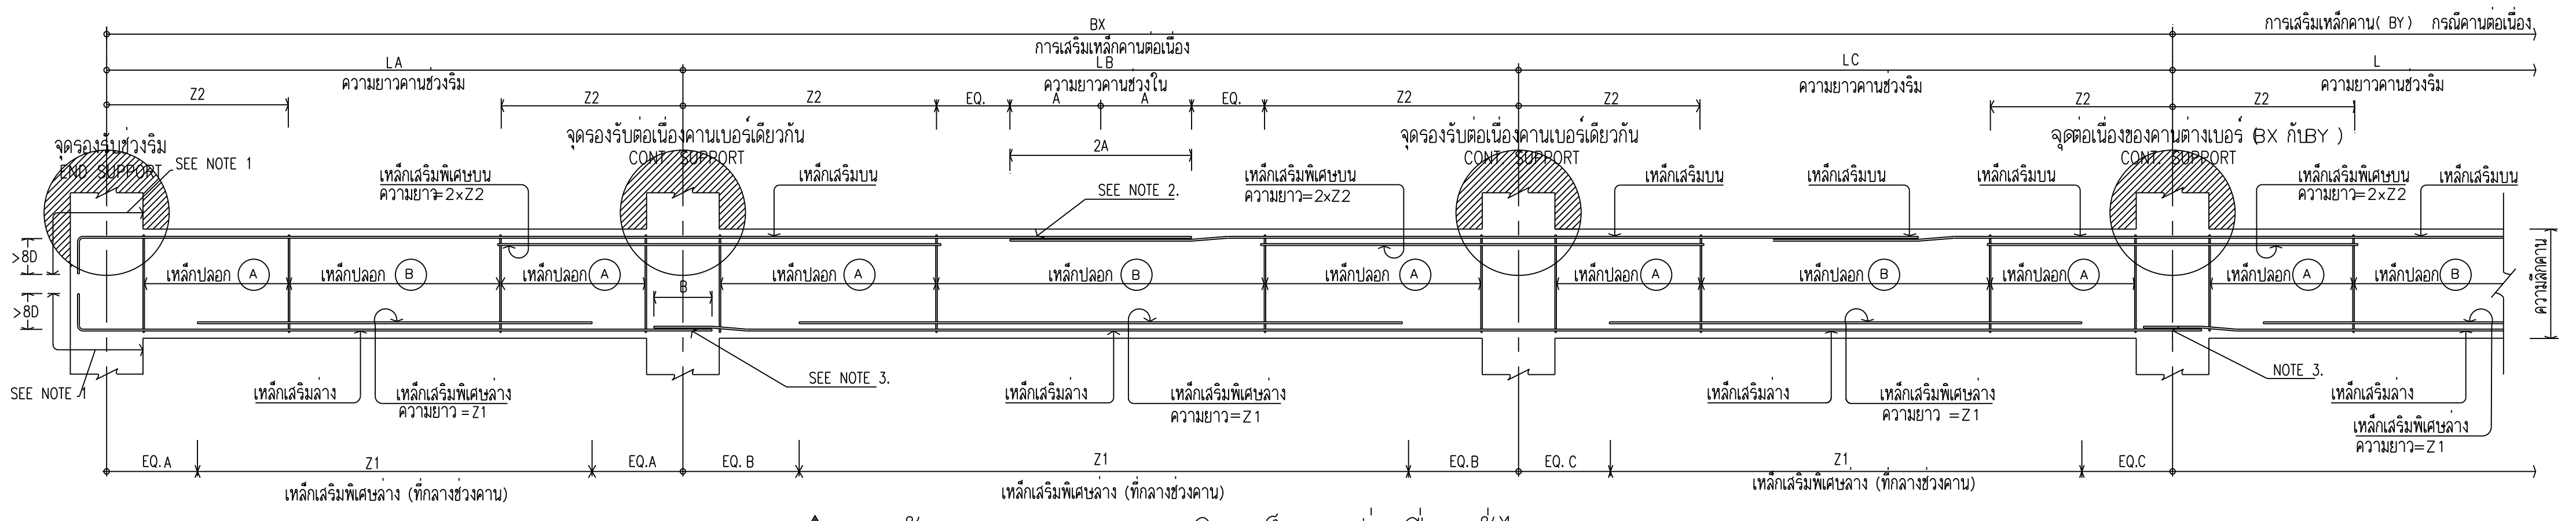 BX
การเสริมเหล็กคาน( BY ) กรณีคานต่อเนื่อง
การเสริมเหล็กคานต่อเนื่อง
LA
LB
LC
L
ความยาวคานช่วงริม
ความยาวคานช่วงใน
ความยาวคานช่วงริม
ความยาวคานช่วงริม
Z2
Z2
Z2
EQ.
A
A
EQ.
Z2
Z2
Z2
Z2
จุดรองรับช่วงริม
END SUPPORT
SEE NOTE 1
จุดรองรับต่อเนื่องคานเบอร์เดียวกัน
CONT. SUPPORT
2A
จุดรองรับต่อเนื่องคานเบอร์เดียวกัน
CONT. SUPPORT
จุดต่อเนื่องของคานต่างเบอร์ (BX กับBY )
CONT. SUPPORT
เหล็กเสริมพิเศษบน
ความยาว=2xZ2
เหล็กเสริมบน
SEE NOTE 2.
เหล็กเสริมพิเศษบน
ความยาว=2xZ2
เหล็กเสริมบน
เหล็กเสริมบน
เหล็กเสริมบน
เหล็กเสริมพิเศษบน
ความยาว=2xZ2
เหล็กเสริมบน
>8D
เหล็กปลอก A
เหล็กปลอก B
เหล็กปลอก A
เหล็กปลอก A
เหล็กปลอก B
เหล็กปลอก A
เหล็กปลอก A
เหล็กปลอก B
เหล็กปลอก A
เหล็กปลอก A
เหล็กปลอก B
ความลึกคาน
B
>8D
SEE NOTE 1
เหล็กเสริมล่าง
เหล็กเสริมพิเศษล่าง
ความยาว =Z1
SEE NOTE 3.
เหล็กเสริมล่าง
เหล็กเสริมพิเศษล่าง
ความยาว=Z1
เหล็กเสริมล่าง
เหล็กเสริมพิเศษล่าง
ความยาว =Z1
NOTE 3.
เหล็กเสริมล่าง
เหล็กเสริมพิเศษล่าง
ความยาว=Z1
EQ.A
Z1
EQ.A
EQ. B
Z1
EQ.B
EQ. C
Z1
EQ.C
เหล็กเสริมพิเศษล่าง (ที่กลางช่วงคาน)
เหล็กเสริมพิเศษล่าง (ที่กลางช่วงคาน)
เหล็กเสริมพิเศษล่าง (ที่กลางช่วงคาน)